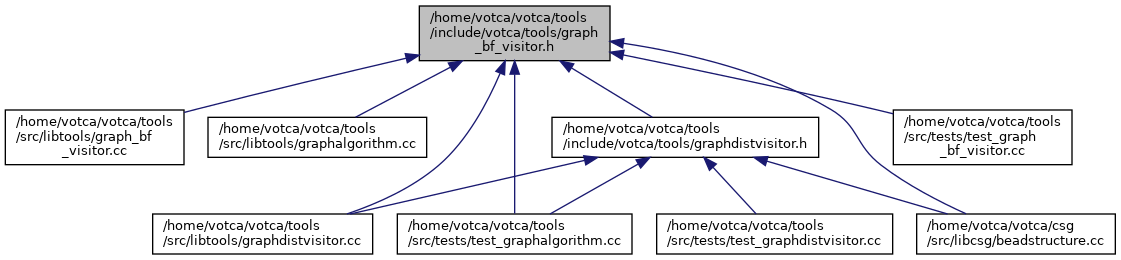 /home/votca/votca/tools
/include/votca/tools/graph
_bf_visitor.h
/home/votca/votca/tools
/src/libtools/graph_bf
_visitor.cc
/home/votca/votca/tools
/src/libtools/graphalgorithm.cc
/home/votca/votca/tools
/include/votca/tools/graphdistvisitor.h
/home/votca/votca/tools
/src/tests/test_graph
_bf_visitor.cc
/home/votca/votca/tools
/src/libtools/graphdistvisitor.cc
/home/votca/votca/tools
/src/tests/test_graphalgorithm.cc
/home/votca/votca/tools
/src/tests/test_graphdistvisitor.cc
/home/votca/votca/csg
/src/libcsg/beadstructure.cc